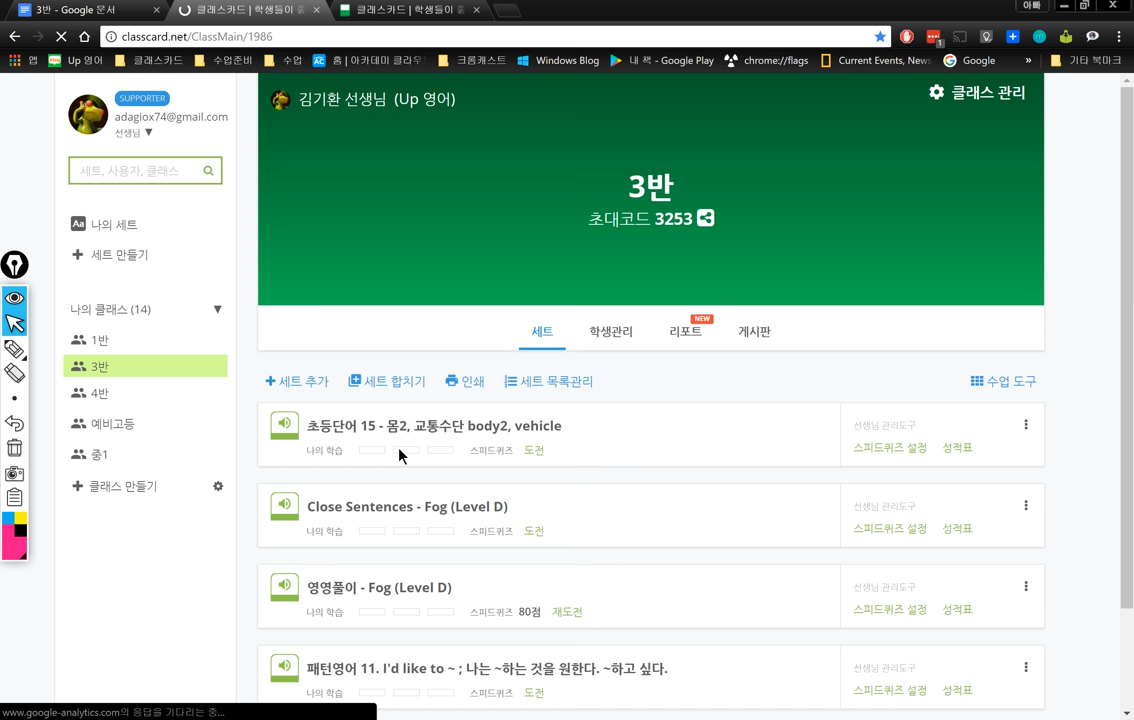 3반 - Google 문서
클래스카드 | 학생들이
클래스카드 | 학생들이
아빠
classcard.net/ClassMain/1986
1
앱
Up 영어
클래스카드
수업준비
수업
홈 | 아카데미 클라우
크롬캐스트
Windows Blog
내 책 - Google Play
chrome://flags
Current Events, News
Google
»
기타 북마크
SUPPORTER
adagiox74@gmail.com
선생님 ▼
세트, 사용자, 클래스
Aa 나의 세트
+ 세트 만들기
나의 클래스 (14) ▼
1반
3반
4반
예비고등
중1
+ 클래스 만들기
김기환 선생님 (Up 영어)
클래스 관리
3반
초대코드 3253
NEW
세트 학생관리 리포트 게시판
+ 세트 추가 세트 합치기 인쇄 세트 목록관리 수업 도구
초등단어 15 - 몸2, 교통수단 body2, vehicle
나의 학습 스피드퀴즈 도전
선생님 관리도구
스피드퀴즈 설정 성적표
Close Sentences - Fog (Level D)
나의 학습 스피드퀴즈 도전
선생님 관리도구
스피드퀴즈 설정 성적표
영영풀이 - Fog (Level D)
나의 학습 스피드퀴즈 80점 재도전
선생님 관리도구
스피드퀴즈 설정 성적표
패턴영어 11. I'd like to ~ ; 나는 ~하는 것을 원한다. ~하고 싶다.
나의 학습 스피드퀴즈 도전
선생님 관리도구
스피드퀴즈 설정 성적표
www.google-analytics.com의 응답을 기다리는 중...